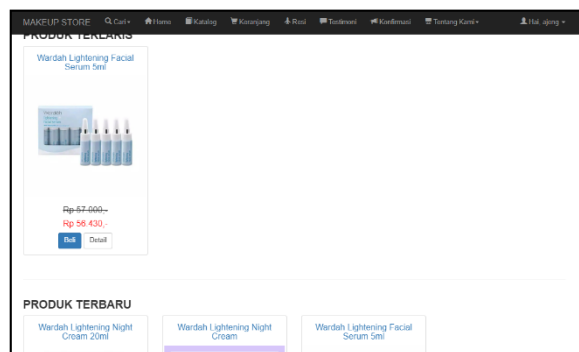 MAKEUP STORE Cari Home Katalog Keranjang Rasi Testimoni Konfirmasi Tentang Kami Hai, ajeng
PRODUK TERLARIS
Wardah Lightening Facial
Serum 5ml
Rp 57.000,-
Rp 56.430,-
Beli Detail
PRODUK TERBARU
Wardah Lightening Night
Cream 20ml
Wardah Lightening Night
Cream
Wardah Lightening Facial
Serum 5ml